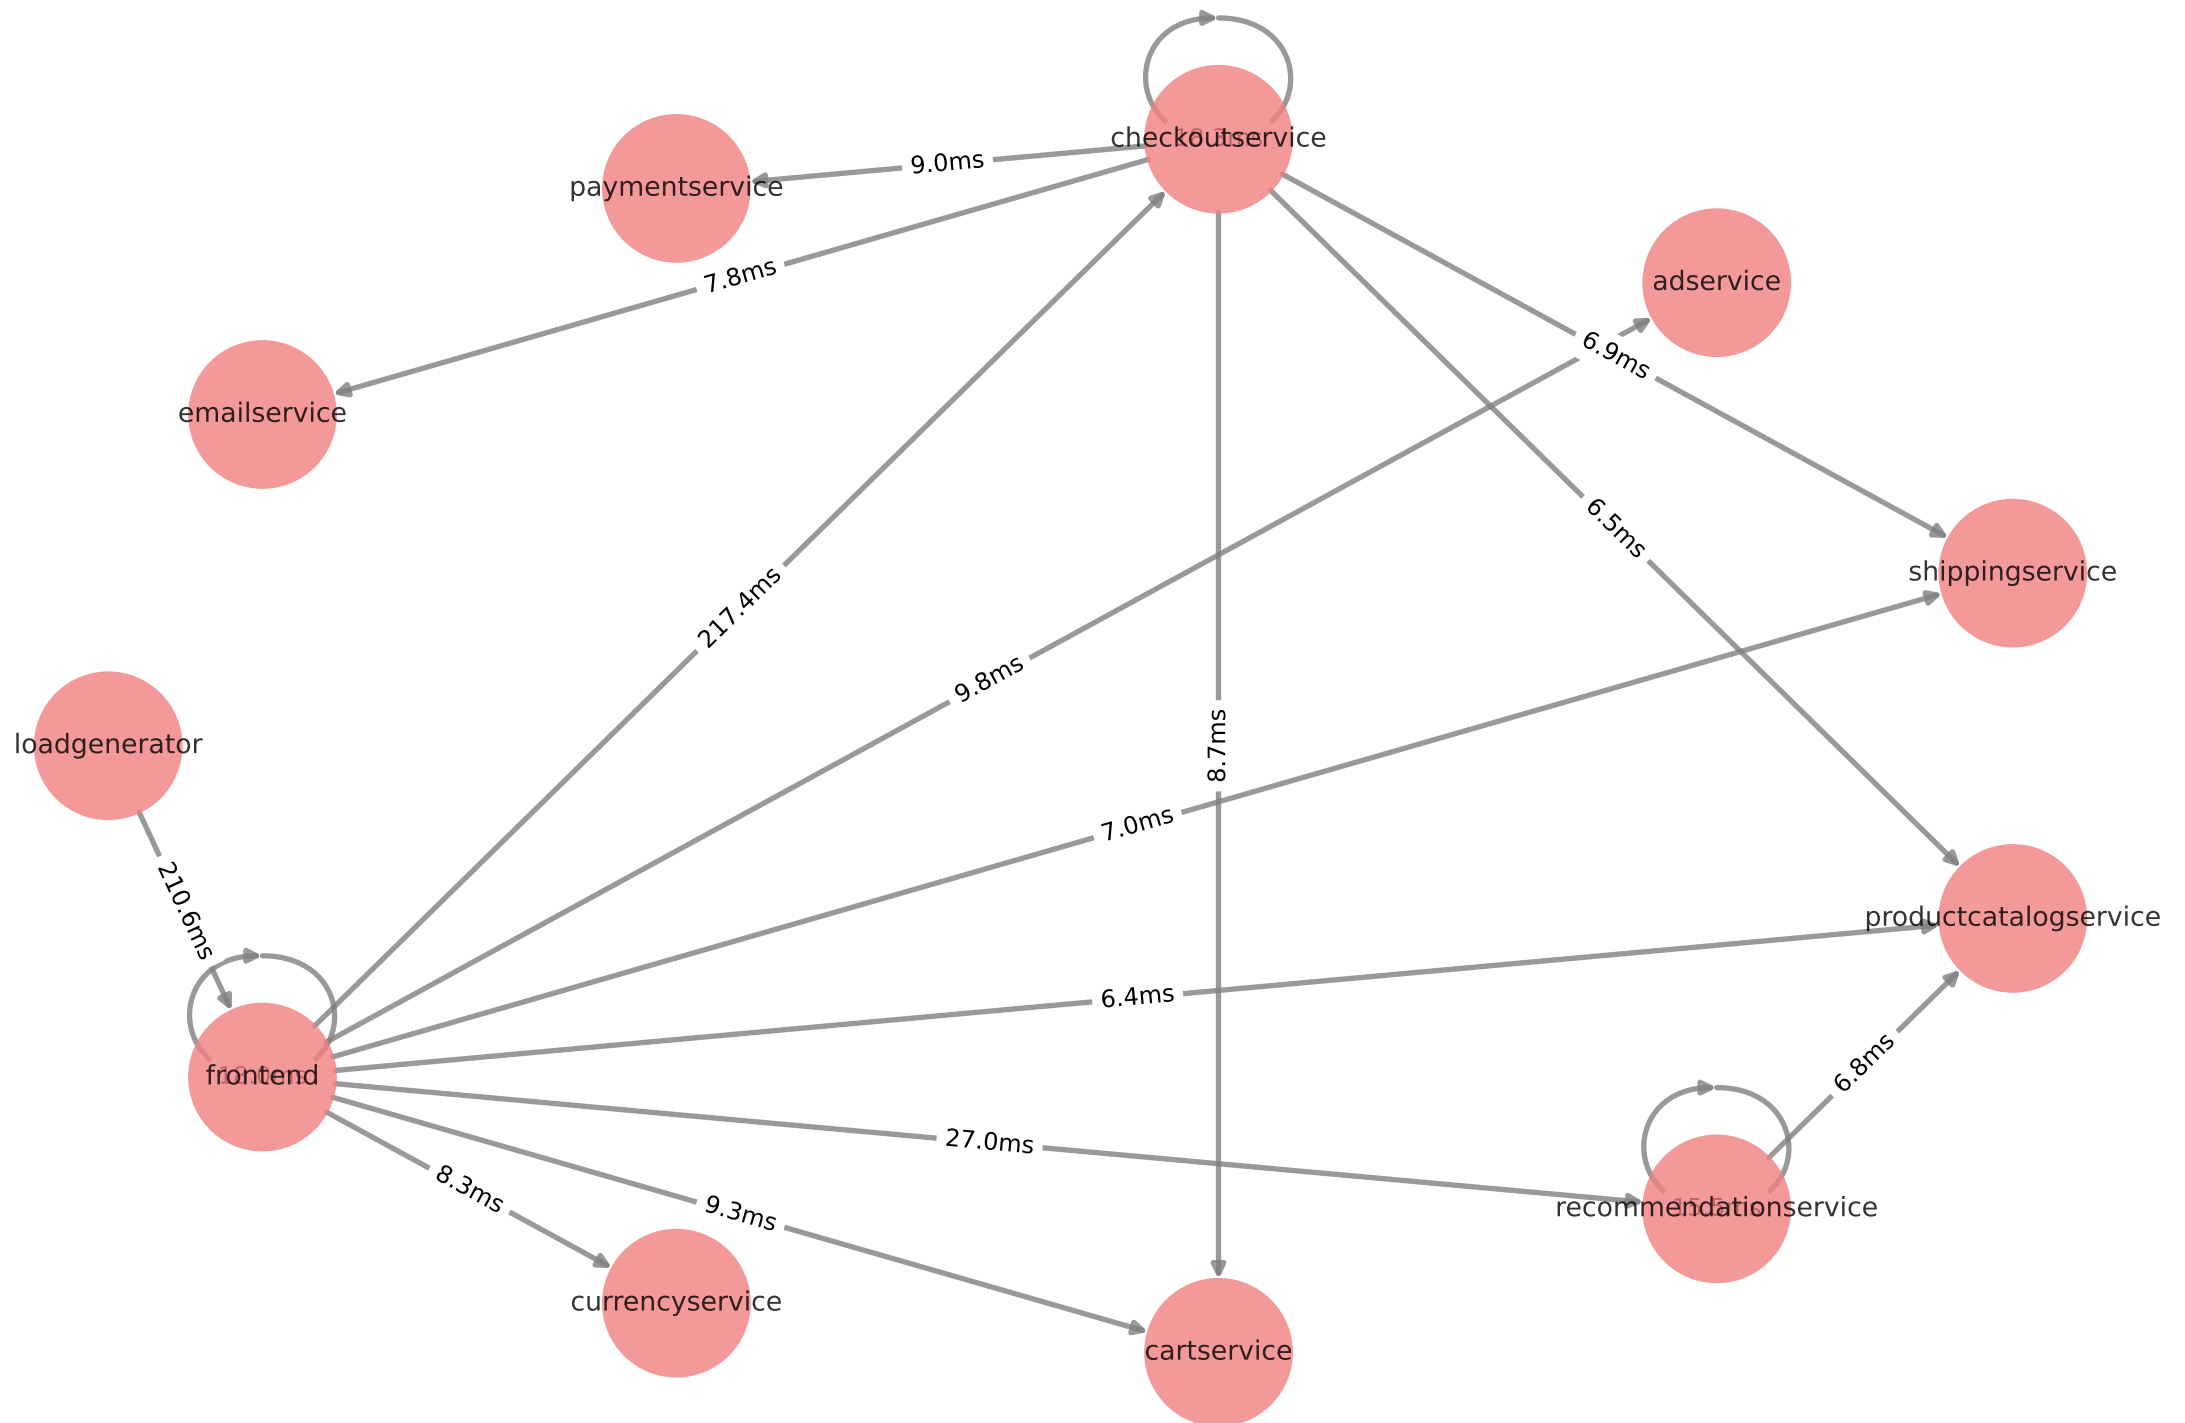 checkoutservice
9.0ms
paymentservice
7.8ms
adservice
6.9ms
emailservice
6.5ms
shippingservice
217.4ms
9.8ms
loadgenerator
8.7ms
7.0ms
210.6ms
productcatalogservice
6.4ms
6.8ms
frontend
27.0ms
8.3ms
9.3ms
recommendationservice
currencyservice
cartservice